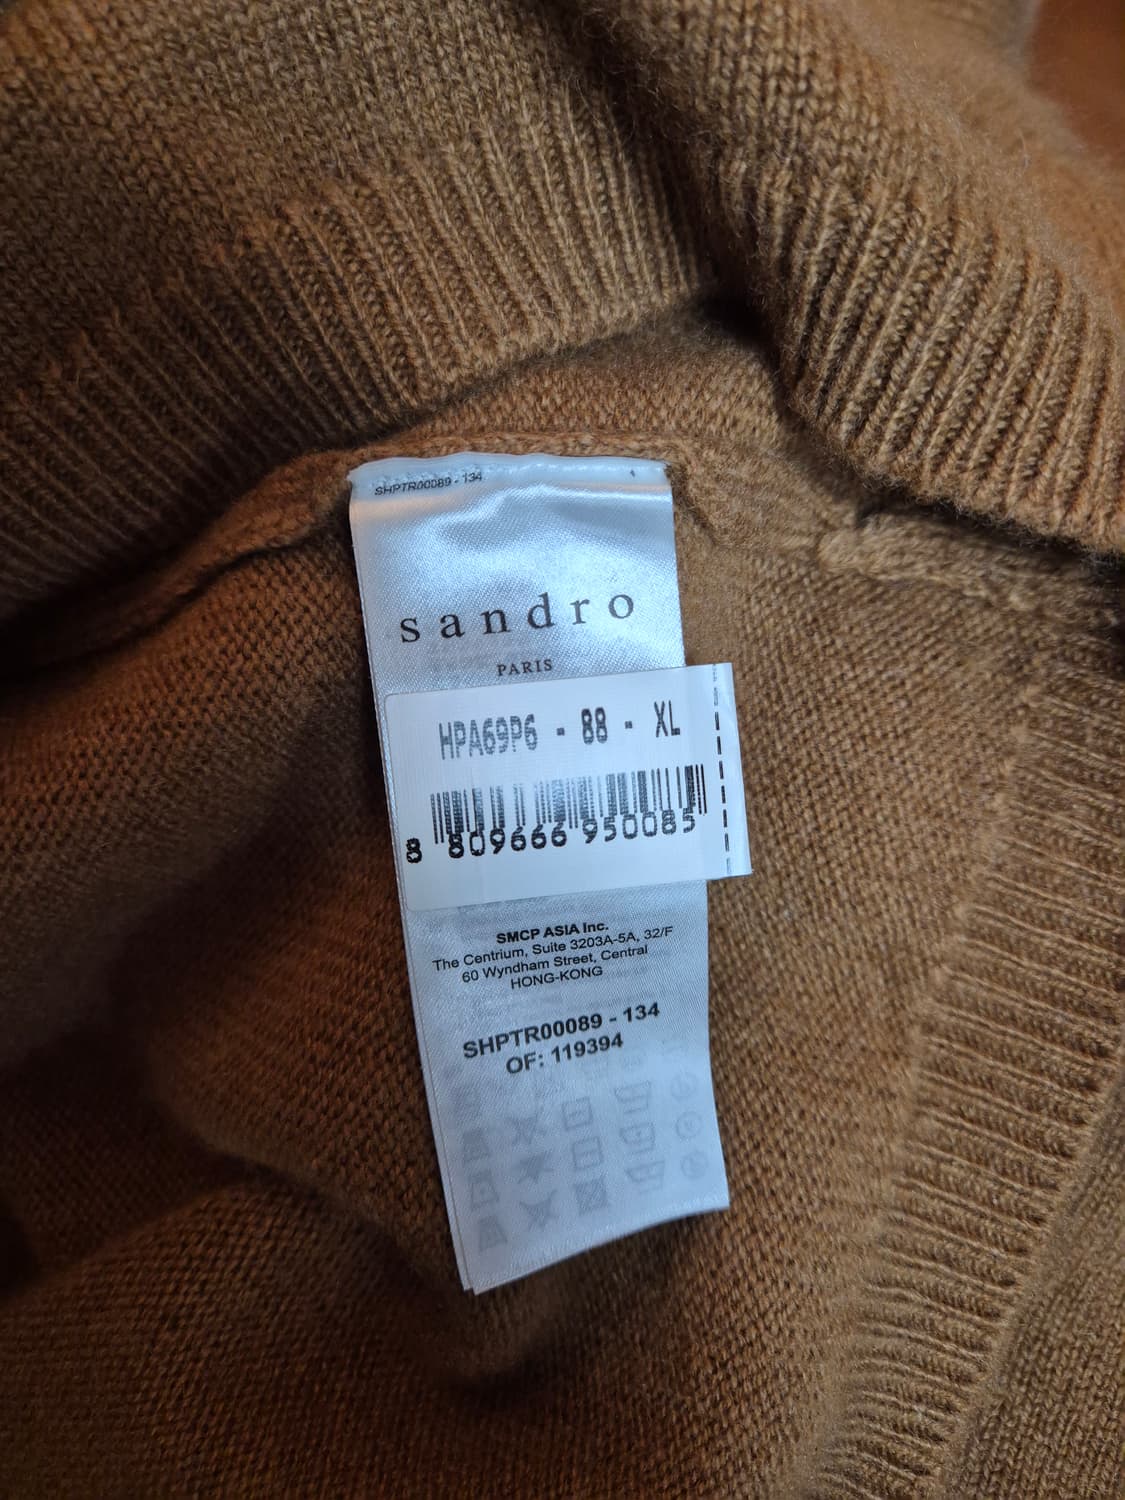 SHPTR00089 - 134
sandro
PARIS
HPA69P6 - 88 - XL
8 809666 950085
SMCP ASIA Inc.
The Centrium, Suite 3203A-5A, 32/F
60 Wyndham Street, Central
HONG-KONG
SHPTR00089 - 134
OF: 119394